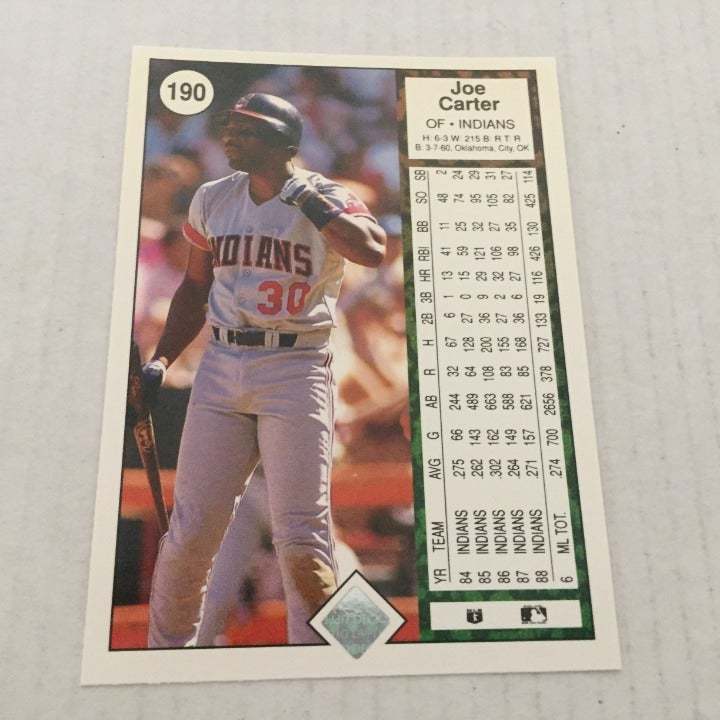 190
Joe
Carter
OF • INDIANS
H: 6-3 W: 215 B: R T: R
B: 3-7-60, Oklahoma, City, OK
INDIANS
30
YR TEAM AVG G AB R H 2B 3B HR RBI BB SO SB
84 INDIANS .275 66 244 32 67 6 1 13 41 11 48 2
85 INDIANS .262 143 489 64 128 27 0 15 59 25 74 24
86 INDIANS .302 162 663 108 200 36 9 29 121 32 95 29
87 INDIANS .264 149 588 83 155 27 2 32 106 27 105 31
88 INDIANS .271 157 621 85 168 36 6 27 98 35 82 27
6 ML TOT. .274 700 2656 378 727 133 19 116 426 130 425 114